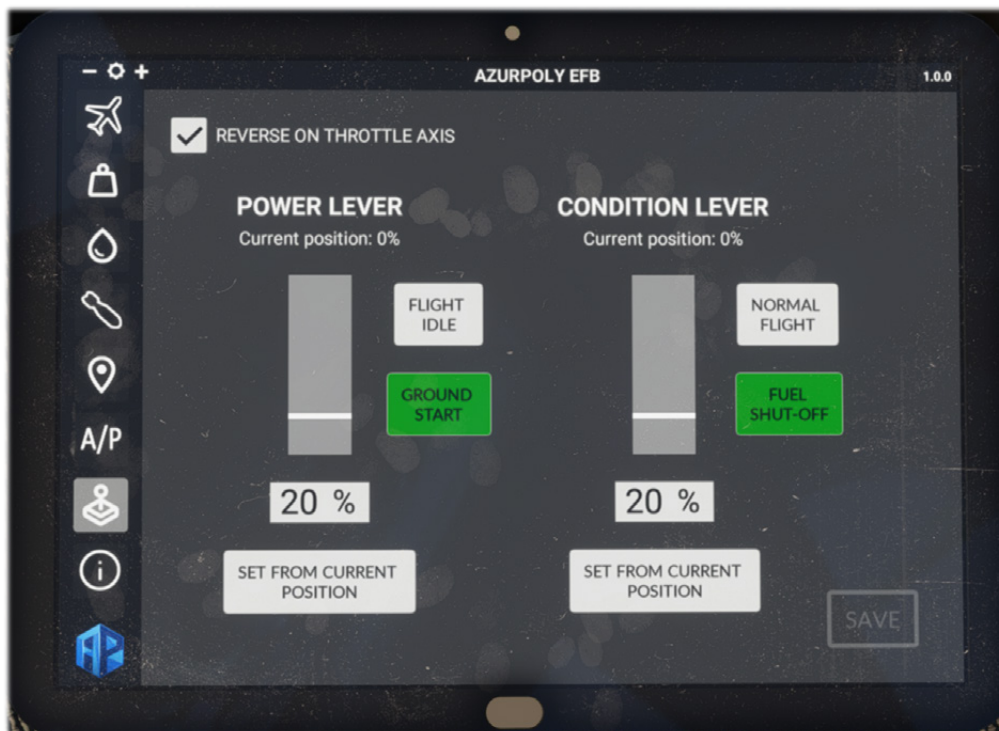 AZURPOLY EFB
1.0.0
REVERSE ON THROTTLE AXIS
POWER LEVER
Current position: 0%
FLIGHT
IDLE
GROUND
START
20 %
SET FROM CURRENT
POSITION
CONDITION LEVER
Current position: 0%
NORMAL
FLIGHT
FUEL
SHUT-OFF
20 %
SET FROM CURRENT
POSITION
SAVE
A/P